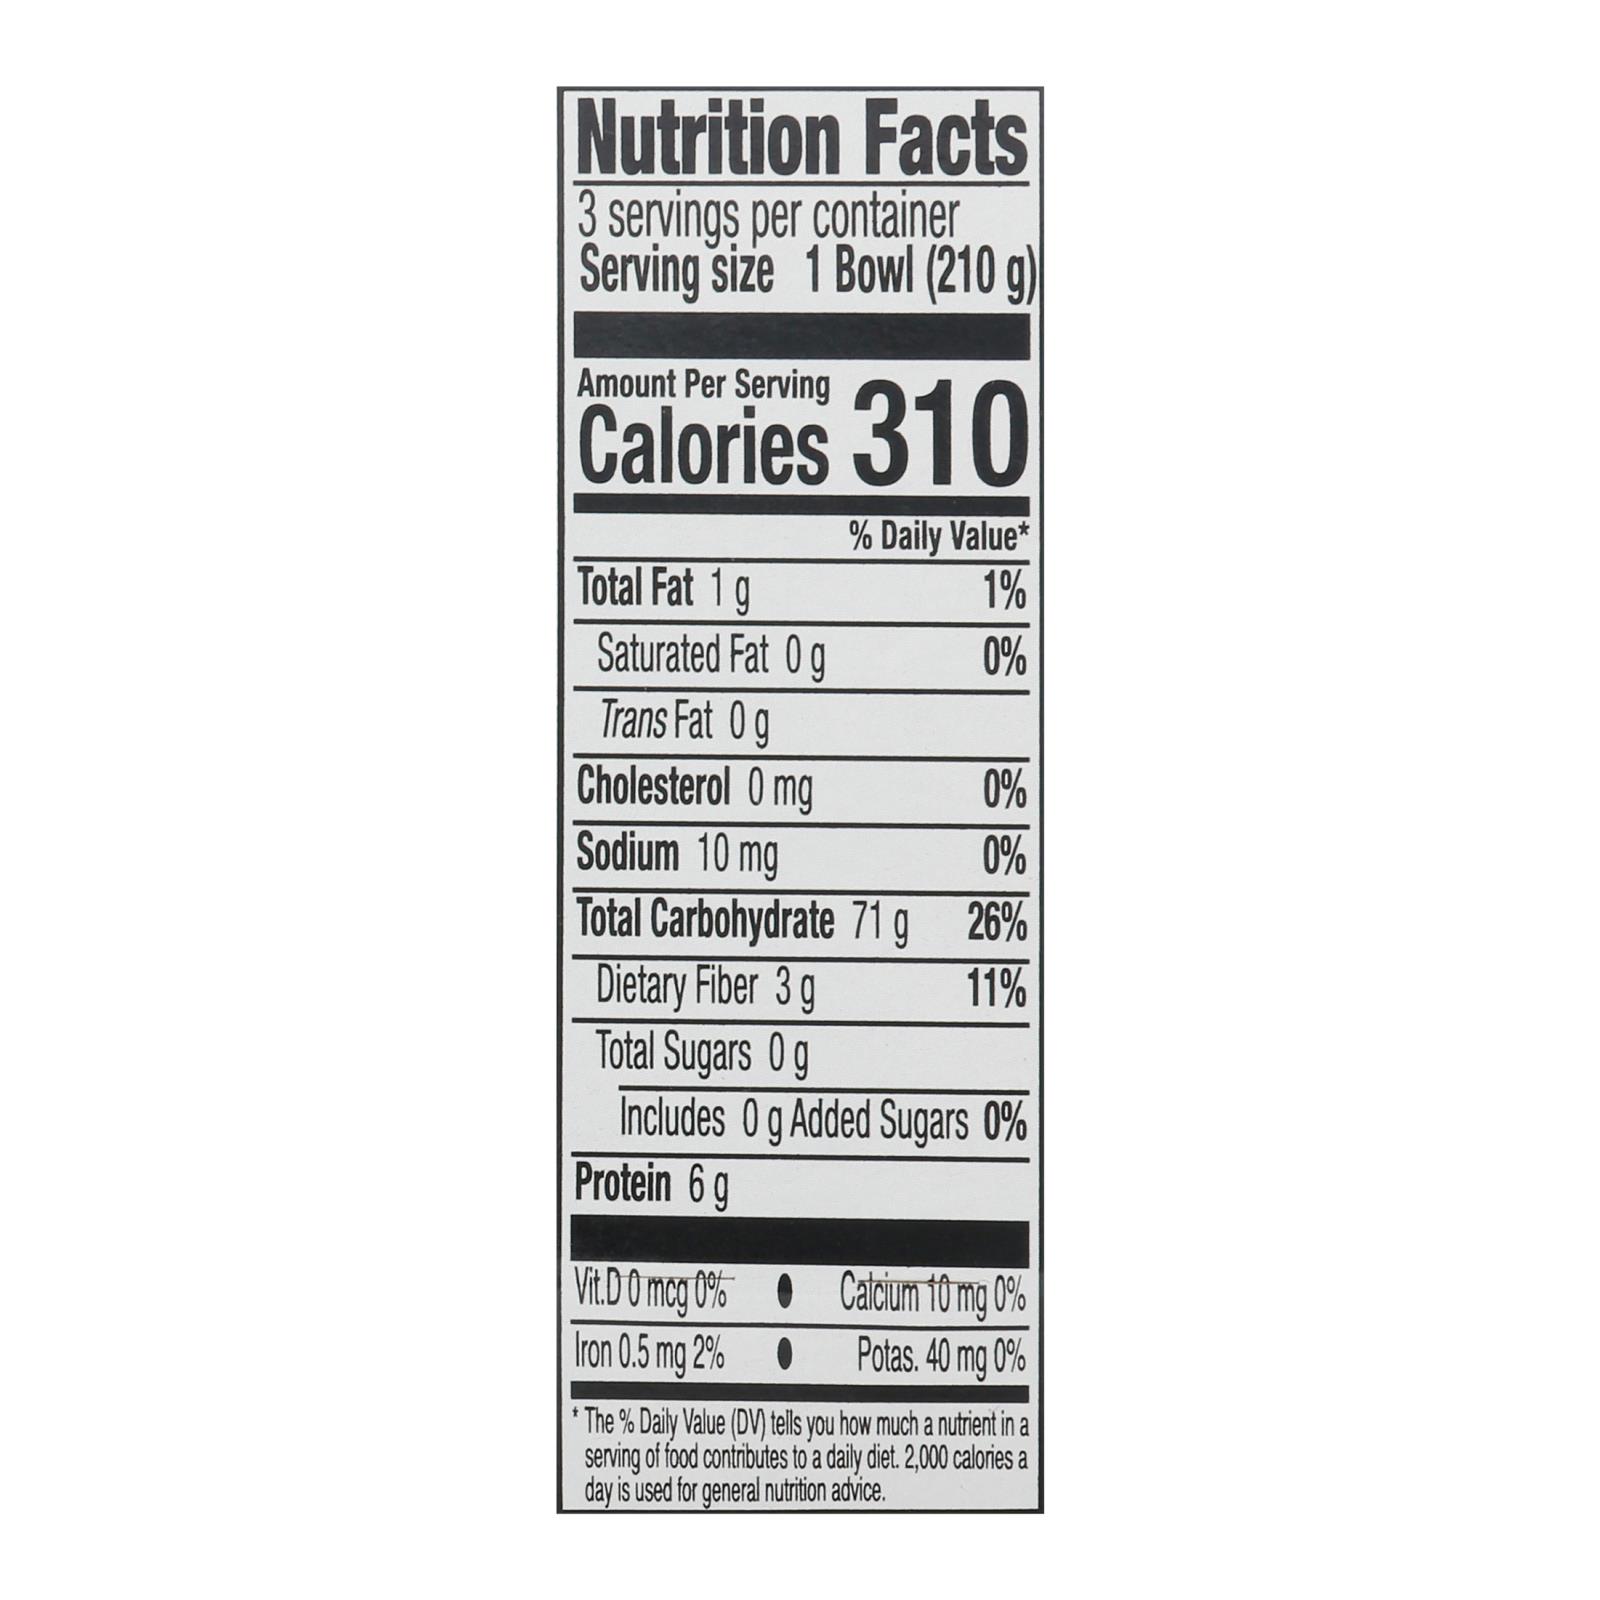 Nutrition Facts
3 servings per container
Serving size 1 Bowl (210 g)
Amount Per Serving
Calories 310
% Daily Value*
Total Fat 1 g 1%
Saturated Fat 0 g 0%
Trans Fat 0 g
Cholesterol 0 mg 0%
Sodium 10 mg 0%
Total Carbohydrate 71 g 26%
Dietary Fiber 3 g 11%
Total Sugars 0 g
Includes 0 g Added Sugars 0%
Protein 6 g
Vit.D 0 mcg 0% • Calcium 10 mg 0%
Iron 0.5 mg 2% • Potas. 40 mg 0%
* The % Daily Value (DV) tells you how much a nutrient in a
serving of food contributes to a daily diet. 2,000 calories a
day is used for general nutrition advice.